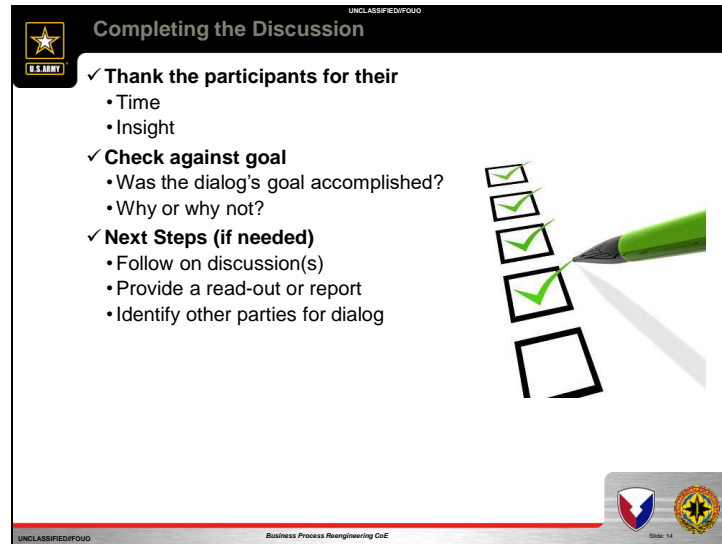 UNCLASSIFIED//FOUO
Completing the Discussion
U.S.ARMY
✓ Thank the participants for their
• Time
• Insight
✓ Check against goal
• Was the dialog's goal accomplished?
• Why or why not?
✓ Next Steps (if needed)
• Follow on discussion(s)
• Provide a read-out or report
• Identify other parties for dialog
UNCLASSIFIED//FOUO
Business Process Reengineering CoE
Slide: 14